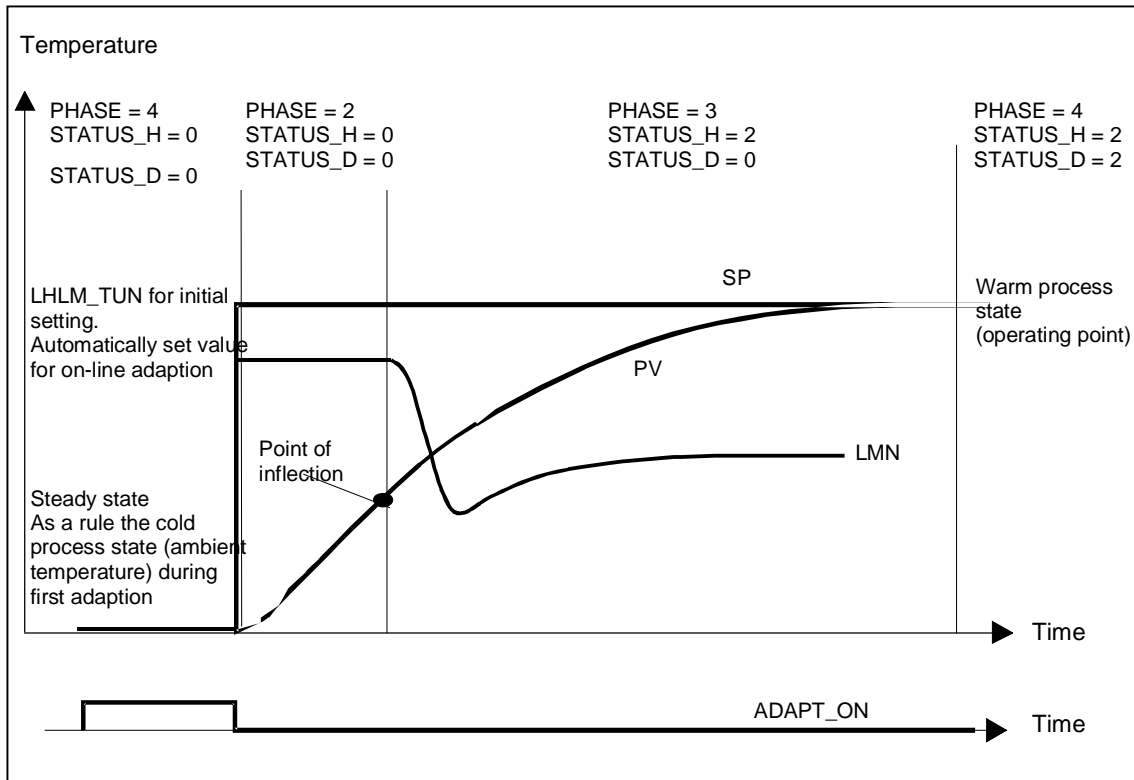 Temperature
PHASE = 4
STATUS_H = 0
STATUS_D = 0
PHASE = 2
STATUS_H = 0
STATUS_D = 0
PHASE = 3
STATUS_H = 2
STATUS_D = 0
PHASE = 4
STATUS_H = 2
STATUS_D = 2
LHLM_TUN for initial
setting.
Automatically set value
for on-line adaption
SP
Warm process
state
(operating point)
PV
Point of
inflection
LMN
Steady state
As a rule the cold
process state (ambient
temperature) during
first adaption
Time
ADAPT_ON
Time